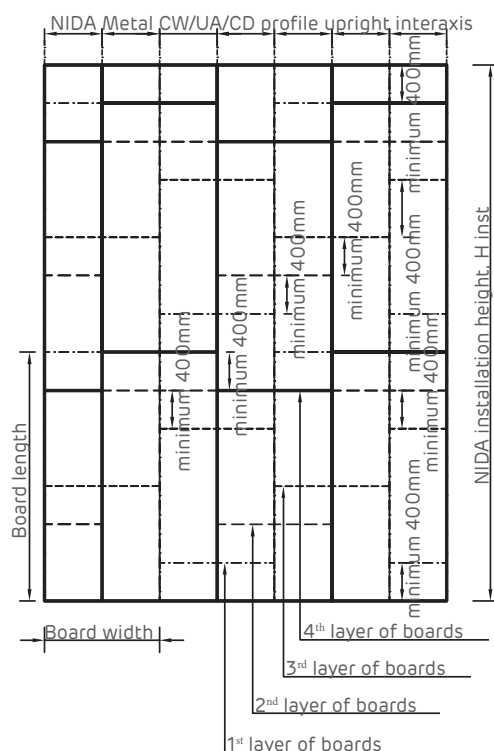 NIDA Metal CW/UA/CD profile upright interaxis
minimum 400mm
minimum 400mm
minimum 400mm
minimum 400mm
minimum 400mm
minimum 400mm
minimum 400mm
minimum 400mm
NIDA installation height, H inst
Board length
Board width
4th layer of boards
3rd layer of boards
2nd layer of boards
1st layer of boards